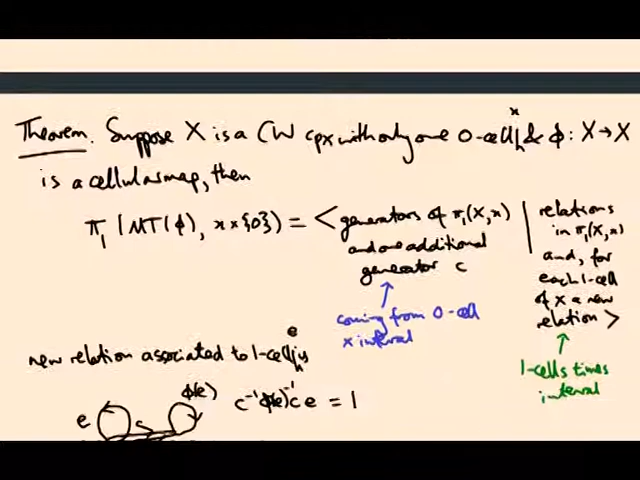 Theorem. Suppose X is a CW cpx with only one 0-cell x & φ: X→X
is a cellular map, then
π₁(MT(φ), x×{0}) = < generators of π₁(X,x) and one additional generator c | relations in π₁(X,x) and, for each 1-cell of X a new relation >
coming from 0-cell
x interval
1-cells times
interval
new relation associated to 1-cell e is
e φ(e) c⁻¹φ(e)⁻¹ce = 1